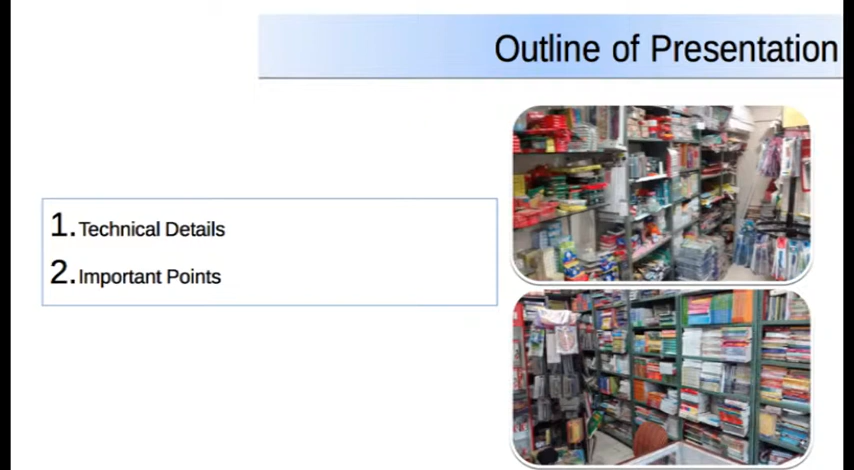 Outline of Presentation
1. Technical Details
2. Important Points